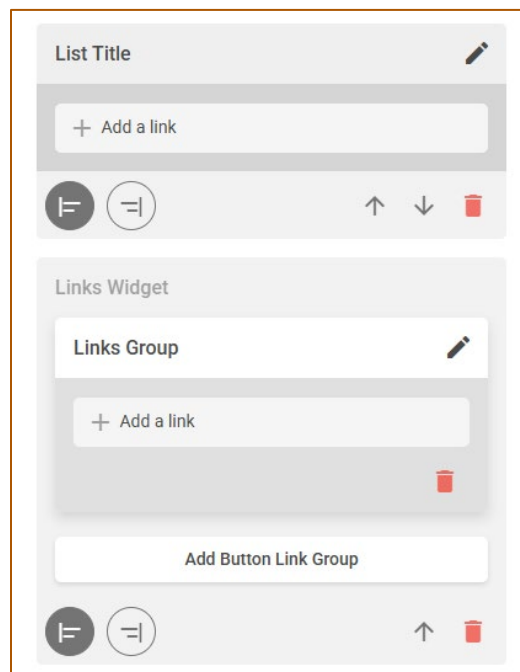 List Title
Add a link
Links Widget
Links Group
Add a link
Add Button Link Group